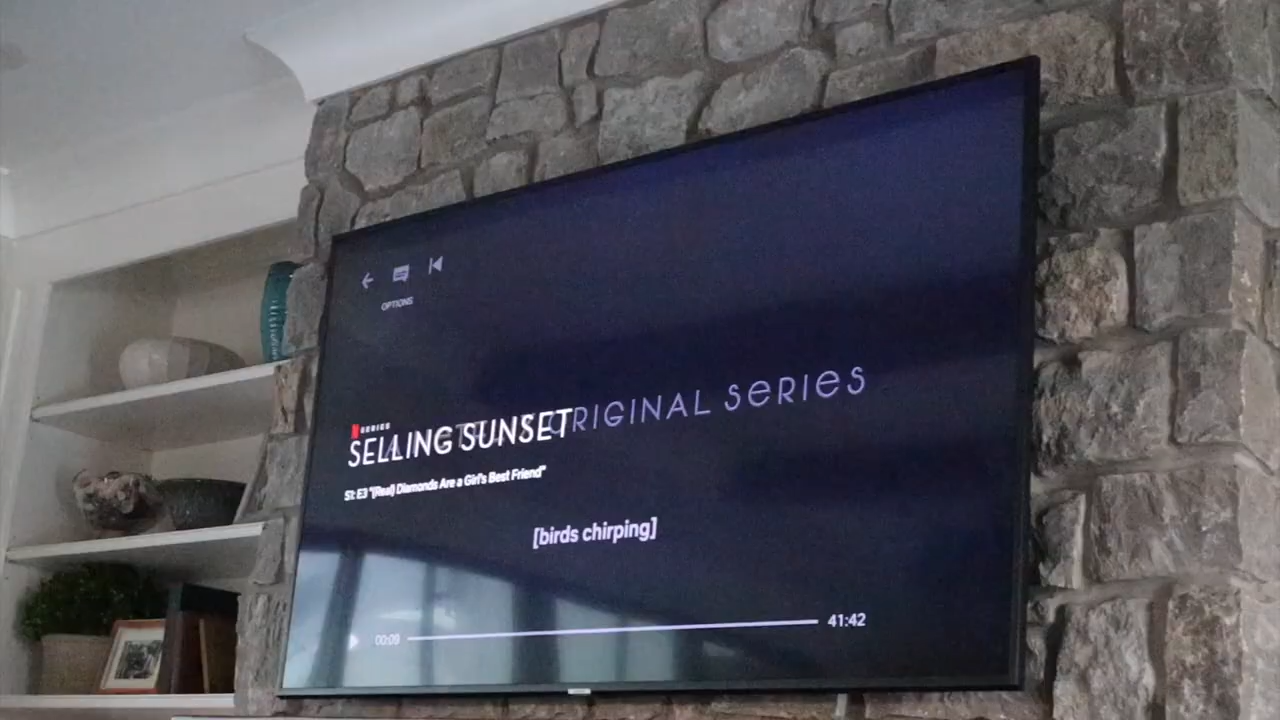 OPTIONS
SERIES
SELLING SUNSET
ORIGINAL SERIES
S1: E3 "(Real) Diamonds Are a Girl's Best Friend"
[birds chirping]
00:09
41:42